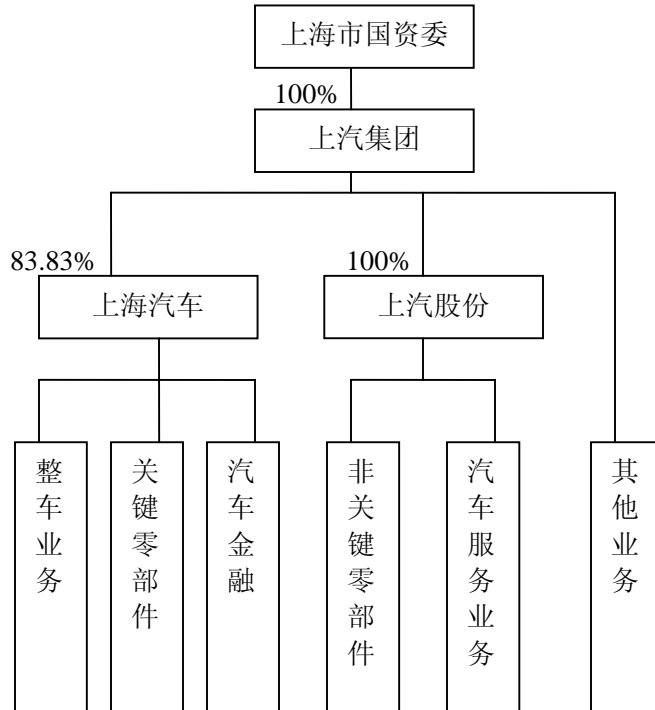 上海市国资委
100%
上汽集团
83.83%
100%
上海汽车
上汽股份
整车业务
关键零部件
汽车金融
非关键零部件
汽车服务业务
其他业务